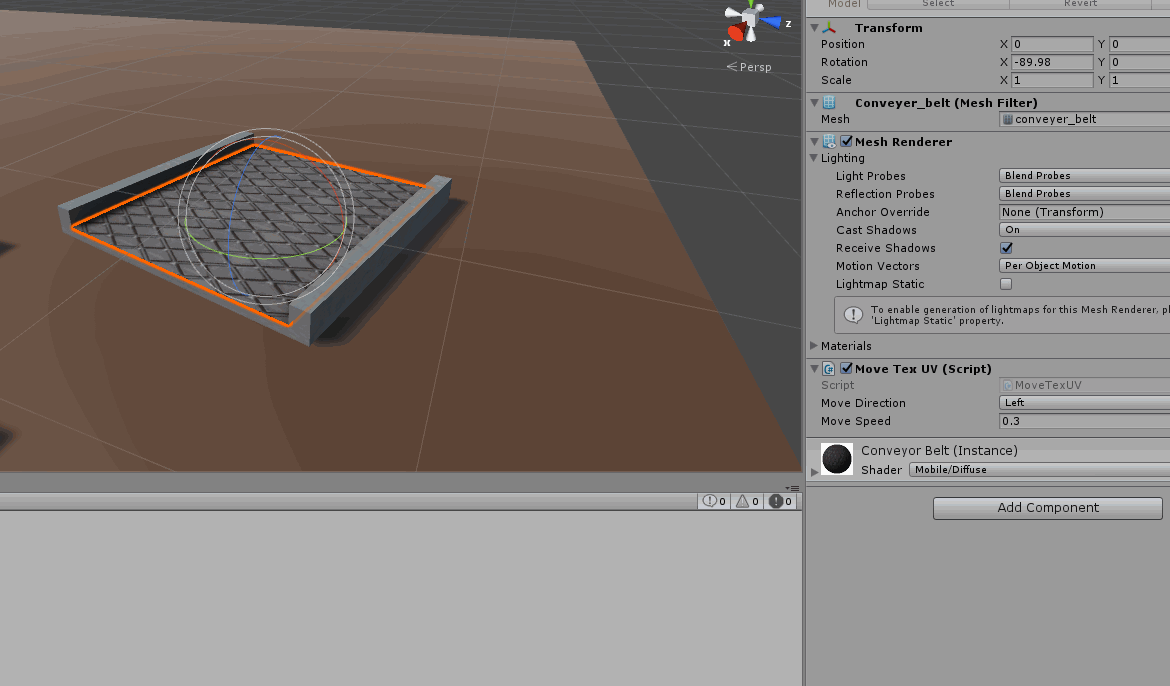 Model Select Revert
Transform
Position X 0 Y 0
Rotation X -89.98 Y 0
Scale X 1 Y 1
Conveyer_belt (Mesh Filter)
Mesh conveyer_belt
Mesh Renderer
Lighting
Light Probes Blend Probes
Reflection Probes Blend Probes
Anchor Override None (Transform)
Cast Shadows On
Receive Shadows
Motion Vectors Per Object Motion
Lightmap Static
To enable generation of lightmaps for this Mesh Renderer, pl
'Lightmap Static' property.
Materials
Move Tex UV (Script)
Script MoveTexUV
Move Direction Left
Move Speed 0.3
Conveyor Belt (Instance)
Shader Mobile/Diffuse
Add Component
z
x
Persp
0 0 0